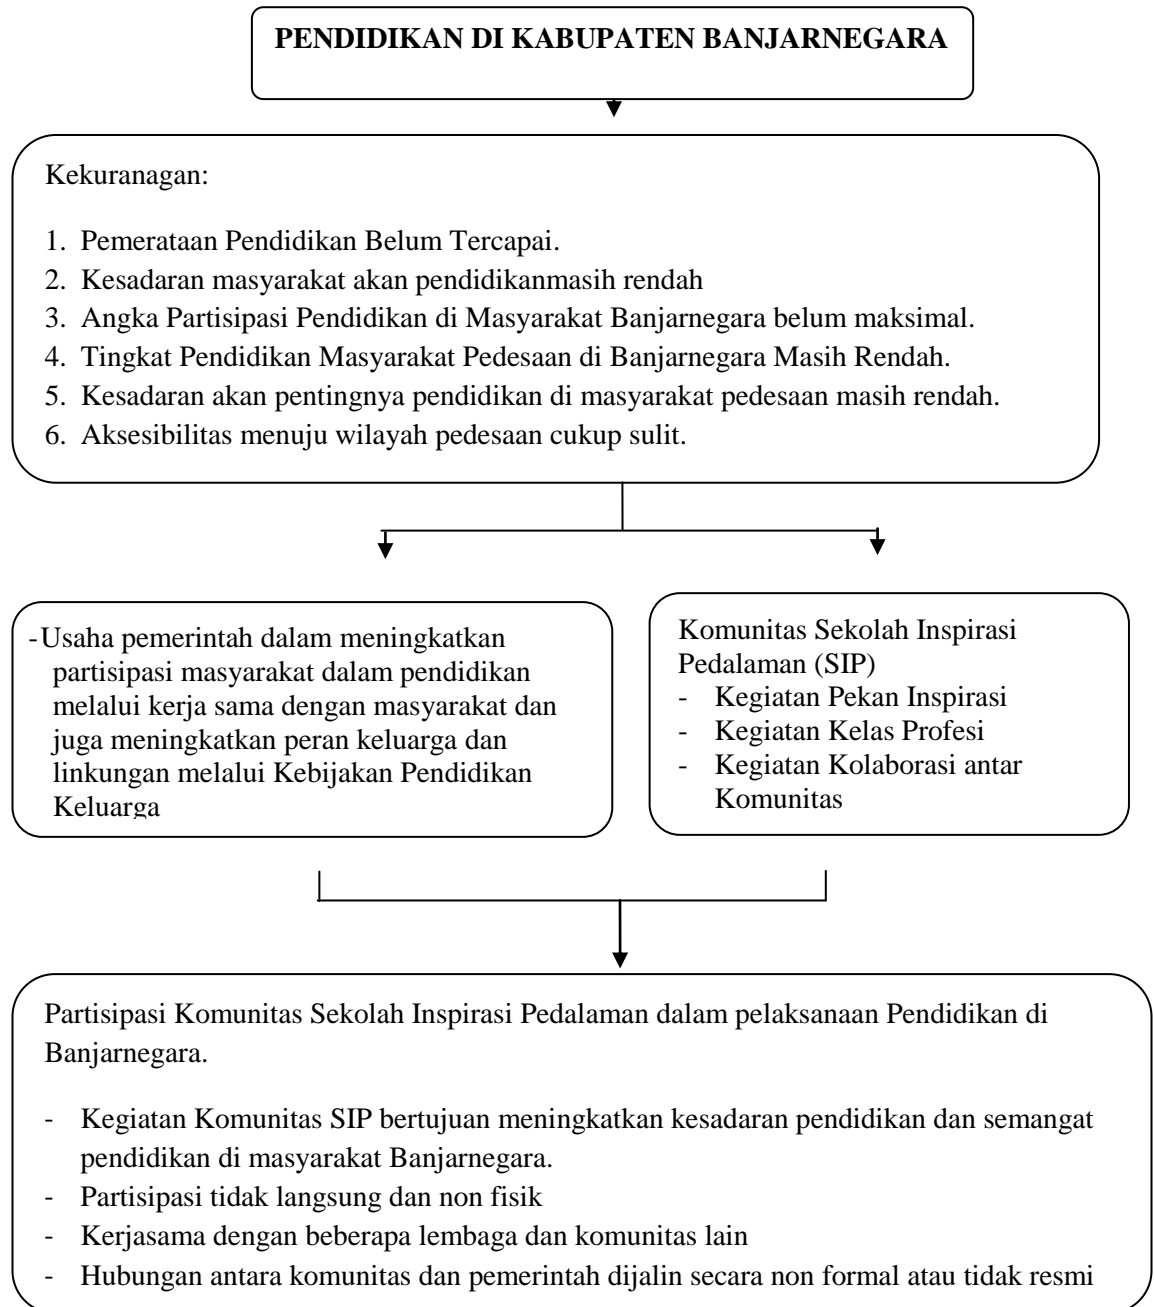 PENDIDIKAN DI KABUPATEN BANJARNEGARA
Kekuranagan:
1. Pemerataan Pendidikan Belum Tercapai.
2. Kesadaran masyarakat akan pendidikanmasih rendah
3. Angka Partisipasi Pendidikan di Masyarakat Banjarnegara belum maksimal.
4. Tingkat Pendidikan Masyarakat Pedesaan di Banjarnegara Masih Rendah.
5. Kesadaran akan pentingnya pendidikan di masyarakat pedesaan masih rendah.
6. Aksesibilitas menuju wilayah pedesaan cukup sulit.
-Usaha pemerintah dalam meningkatkan
partisipasi masyarakat dalam pendidikan
melalui kerja sama dengan masyarakat dan
juga meningkatkan peran keluarga dan
linkungan melalui Kebijakan Pendidikan
Keluarga
Komunitas Sekolah Inspirasi
Pedalaman (SIP)
- Kegiatan Pekan Inspirasi
- Kegiatan Kelas Profesi
- Kegiatan Kolaborasi antar
Komunitas
Partisipasi Komunitas Sekolah Inspirasi Pedalaman dalam pelaksanaan Pendidikan di
Banjarnegara.
- Kegiatan Komunitas SIP bertujuan meningkatkan kesadaran pendidikan dan semangat
pendidikan di masyarakat Banjarnegara.
- Partisipasi tidak langsung dan non fisik
- Kerjasama dengan beberapa lembaga dan komunitas lain
- Hubungan antara komunitas dan pemerintah dijalin secara non formal atau tidak resmi